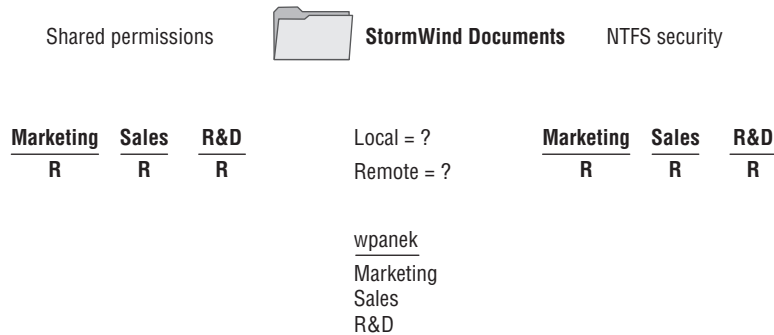 Shared permissions StormWind Documents NTFS security
Marketing Sales R&D Local = ? Marketing Sales R&D
R R R Remote = ? R R R
wpanek
Marketing
Sales
R&D